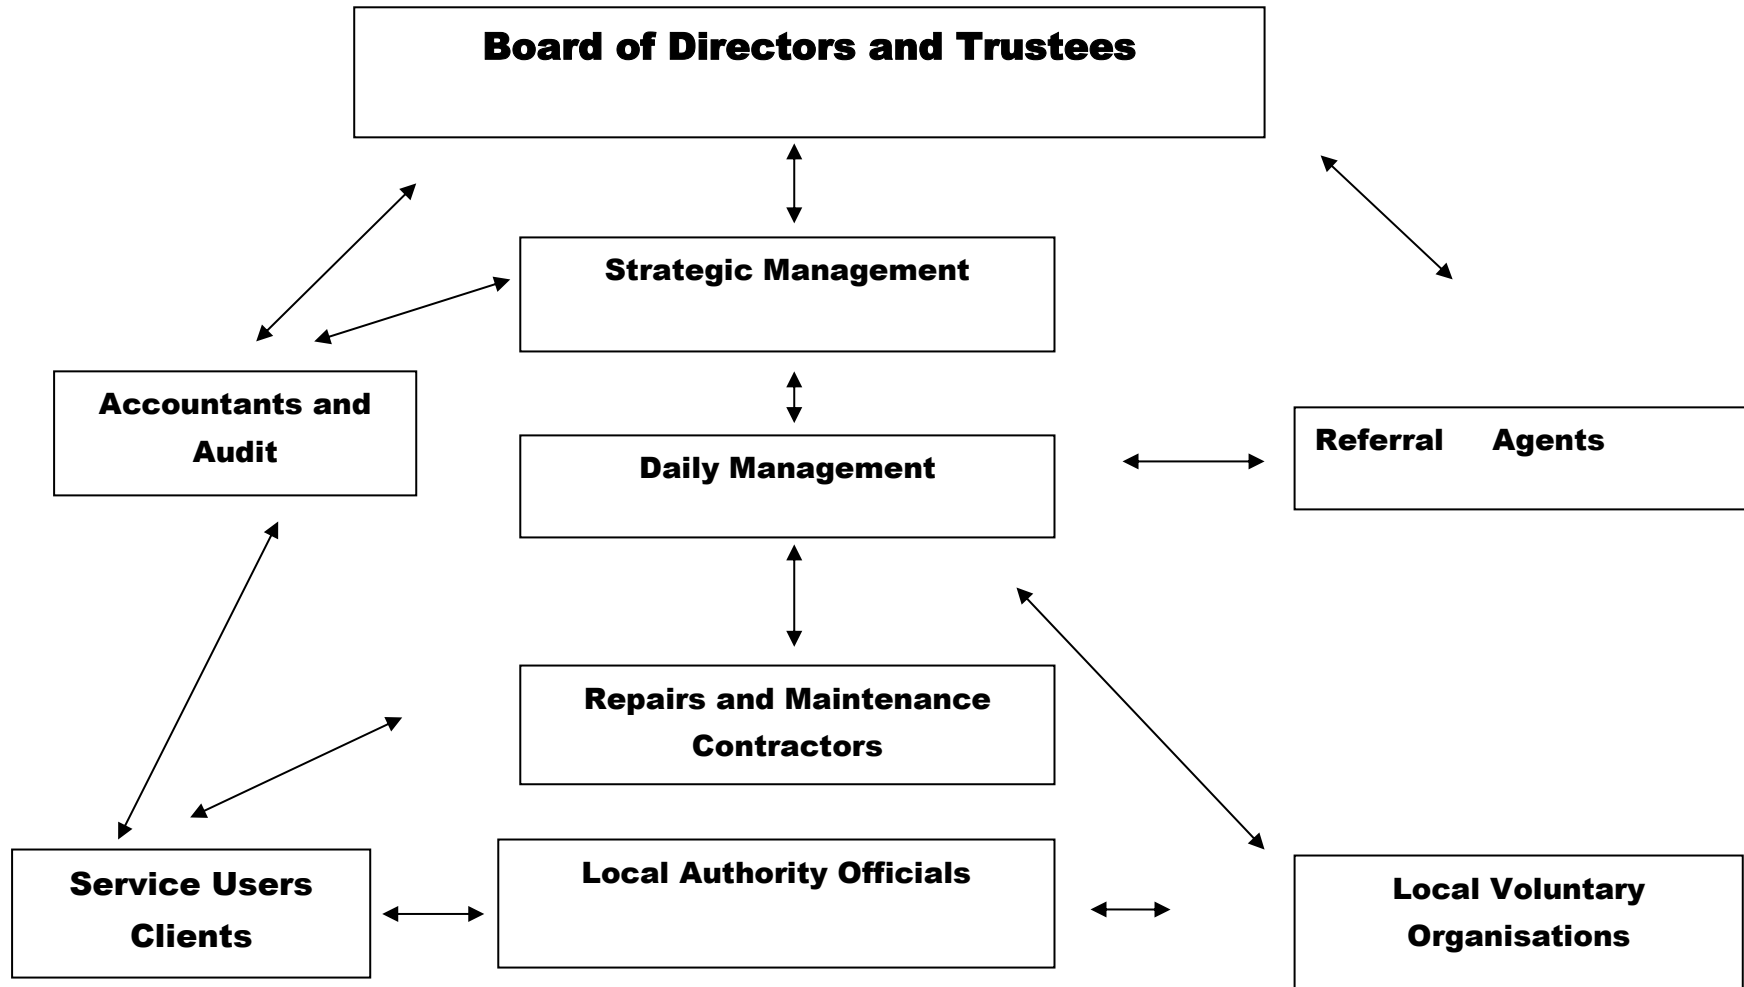 Board of Directors and Trustees
Strategic Management
Accountants and
Audit
Daily Management
Referral Agents
Repairs and Maintenance
Contractors
Service Users
Clients
Local Authority Officials
Local Voluntary
Organisations